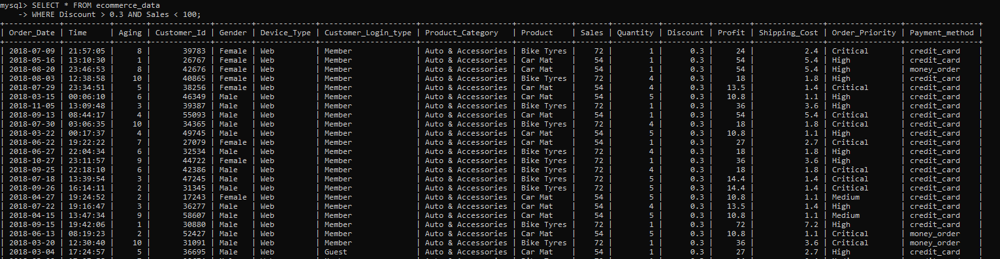 mysql> SELECT * FROM ecommerce_data
    -> WHERE Discount > 0.3 AND Sales < 100;
+------------+----------+-------+-------------+--------+-------------+---------------------+--------------------+------------+-------+----------+----------+--------+---------------+----------------+----------------+
| Order_Date | Time     | Aging | Customer_Id | Gender | Device_Type | Customer_Login_type | Product_Category   | Product    | Sales | Quantity | Discount | Profit | Shipping_Cost | Order_Priority | Payment_method |
+------------+----------+-------+-------------+--------+-------------+---------------------+--------------------+------------+-------+----------+----------+--------+---------------+----------------+----------------+
| 2018-07-09 | 21:57:05 |     8 |       39783 | Female | Web         | Member              | Auto & Accessories | Bike Tyres |    72 |        1 |      0.3 |     24 |           2.4 | Critical       | credit_card    |
| 2018-05-16 | 13:10:30 |     1 |       26767 | Female | Web         | Member              | Auto & Accessories | Car Mat    |    54 |        1 |      0.3 |     54 |           5.4 | High           | credit_card    |
| 2018-08-20 | 23:46:53 |     8 |       42676 | Female | Web         | Member              | Auto & Accessories | Car Mat    |    54 |        1 |      0.3 |     54 |           5.4 | High           | money_order    |
| 2018-08-03 | 12:38:58 |    10 |       40865 | Female | Web         | Member              | Auto & Accessories | Bike Tyres |    72 |        4 |      0.3 |     18 |           1.8 | High           | credit_card    |
| 2018-07-29 | 23:34:51 |     5 |       38256 | Female | Web         | Member              | Auto & Accessories | Car Mat    |    54 |        4 |      0.3 |   13.5 |           1.4 | Critical       | credit_card    |
| 2018-03-15 | 00:06:10 |     6 |       46349 | Male   | Web         | Member              | Auto & Accessories | Car Mat    |    54 |        5 |      0.3 |   10.8 |           1.1 | High           | credit_card    |
| 2018-11-05 | 13:09:48 |     3 |       39387 | Male   | Web         | Member              | Auto & Accessories | Bike Tyres |    72 |        1 |      0.3 |     36 |           3.6 | High           | credit_card    |
| 2018-09-13 | 08:44:17 |     4 |       55093 | Male   | Web         | Member              | Auto & Accessories | Car Mat    |    54 |        1 |      0.3 |     54 |           5.4 | Critical       | credit_card    |
| 2018-07-30 | 03:06:35 |    10 |       34365 | Male   | Web         | Member              | Auto & Accessories | Bike Tyres |    72 |        4 |      0.3 |     18 |           1.8 | Critical       | credit_card    |
| 2018-03-22 | 00:17:37 |     4 |       49745 | Male   | Web         | Member              | Auto & Accessories | Car Mat    |    54 |        5 |      0.3 |   10.8 |           1.1 | High           | credit_card    |
| 2018-06-22 | 19:22:22 |     7 |       27079 | Female | Web         | Member              | Auto & Accessories | Car Mat    |    54 |        1 |      0.3 |     27 |           2.7 | Critical       | credit_card    |
| 2018-06-27 | 22:04:34 |     6 |       32534 | Male   | Web         | Member              | Auto & Accessories | Bike Tyres |    72 |        4 |      0.3 |     18 |           1.8 | High           | credit_card    |
| 2018-10-27 | 23:11:57 |     9 |       44722 | Female | Web         | Member              | Auto & Accessories | Bike Tyres |    72 |        1 |      0.3 |     36 |           3.6 | High           | credit_card    |
| 2018-09-25 | 22:18:10 |     6 |       42386 | Male   | Web         | Member              | Auto & Accessories | Bike Tyres |    72 |        4 |      0.3 |     18 |           1.8 | Critical       | credit_card    |
| 2018-07-18 | 13:39:54 |     3 |       47245 | Male   | Web         | Member              | Auto & Accessories | Bike Tyres |    72 |        5 |      0.3 |   14.4 |           1.4 | Critical       | credit_card    |
| 2018-09-26 | 16:14:11 |     2 |       31345 | Male   | Web         | Member              | Auto & Accessories | Bike Tyres |    72 |        5 |      0.3 |   14.4 |           1.4 | Critical       | credit_card    |
| 2018-04-27 | 19:24:52 |     2 |       17243 | Female | Web         | Member              | Auto & Accessories | Car Mat    |    54 |        5 |      0.3 |   10.8 |           1.1 | Medium         | credit_card    |
| 2018-07-22 | 19:16:47 |     3 |       36277 | Male   | Web         | Member              | Auto & Accessories | Car Mat    |    54 |        4 |      0.3 |   13.5 |           1.4 | High           | credit_card    |
| 2018-04-15 | 13:47:34 |     9 |       58607 | Male   | Web         | Member              | Auto & Accessories | Car Mat    |    54 |        5 |      0.3 |   10.8 |           1.1 | Medium         | credit_card    |
| 2018-09-15 | 19:42:06 |     1 |       30880 | Male   | Web         | Member              | Auto & Accessories | Bike Tyres |    72 |        1 |      0.3 |     72 |           7.2 | High           | credit_card    |
| 2018-06-13 | 08:19:23 |     2 |       52427 | Male   | Web         | Member              | Auto & Accessories | Car Mat    |    54 |        5 |      0.3 |   10.8 |           1.1 | Critical       | money_order    |
| 2018-03-20 | 12:30:40 |    10 |       31091 | Male   | Web         | Member              | Auto & Accessories | Bike Tyres |    72 |        1 |      0.3 |     36 |           3.6 | Critical       | money_order    |
| 2018-03-04 | 17:24:57 |     5 |       36695 | Male   | Web         | Guest               | Auto & Accessories | Car Mat    |    54 |        1 |      0.3 |     27 |           2.7 | High           | credit_card    |